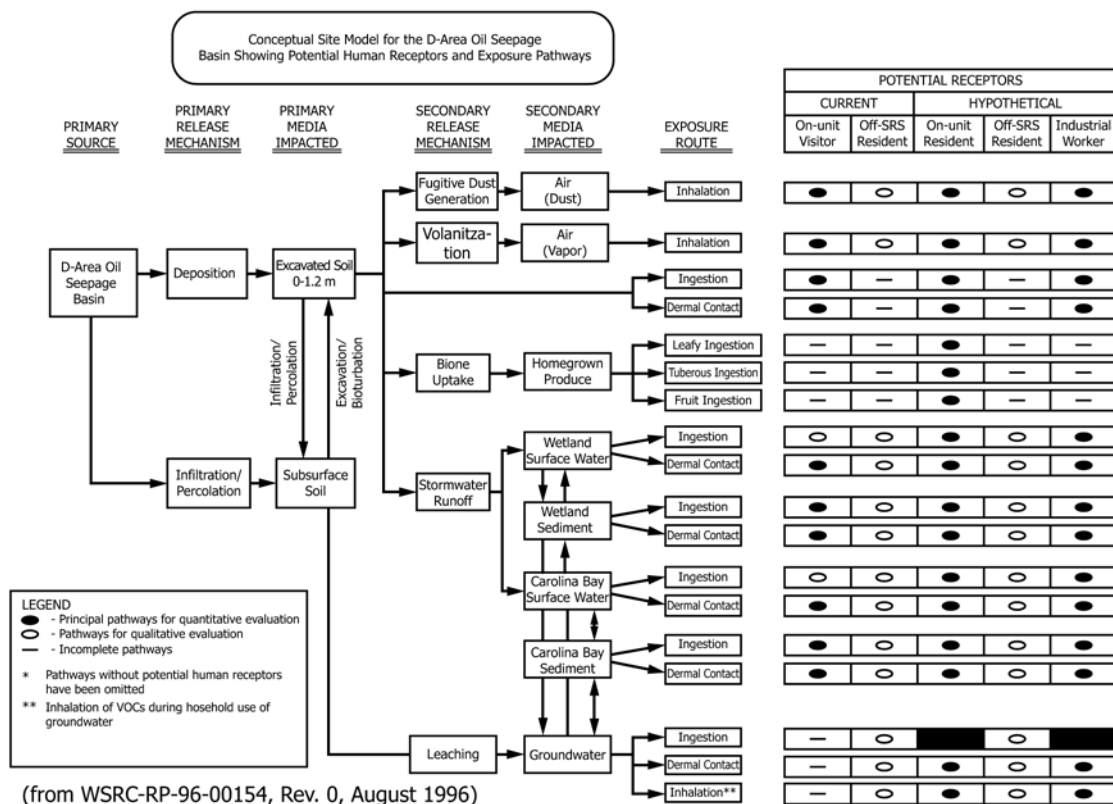 Conceptual Site Model for the D-Area Oil Seepage
Basin Showing Potential Human Receptors and Exposure Pathways
PRIMARY
SOURCE
PRIMARY
RELEASE
MECHANISM
PRIMARY
MEDIA
IMPACTED
SECONDARY
RELEASE
MECHANISM
SECONDARY
MEDIA
IMPACTED
EXPOSURE
ROUTE
POTENTIAL RECEPTORS
CURRENT
HYPOTHETICAL
On-unit
Visitor
Off-SRS
Resident
On-unit
Resident
Off-SRS
Resident
Industrial
Worker
Fugitive Dust
Generation
Air
(Dust)
Inhalation
Volanitza-
tion
Air
(Vapor)
Inhalation
D-Area Oil
Seepage
Basin
Deposition
Excavated Soil
0-1.2 m
Ingestion
Dermal Contact
Infiltration/
Percolation
Excavation/
Bioturbation
Bione
Uptake
Homegrown
Produce
Leafy Ingestion
Tuberous Ingestion
Fruit Ingestion
Infiltration/
Percolation
Subsurface
Soil
Stormwater
Runoff
Wetland
Surface Water
Ingestion
Dermal Contact
Wetland
Sediment
Ingestion
Dermal Contact
Carolina Bay
Surface Water
Ingestion
Dermal Contact
Carolina Bay
Sediment
Ingestion
Dermal Contact
Leaching
Groundwater
Ingestion
Dermal Contact
Inhalation**
LEGEND
- Principal pathways for quantitative evaluation
- Pathways for qualitative evaluation
- Incomplete pathways
* Pathways without potential human receptors
have been omitted
** Inhalation of VOCs during hosehold use of
groundwater
(from WSRC-RP-96-00154, Rev. 0, August 1996)